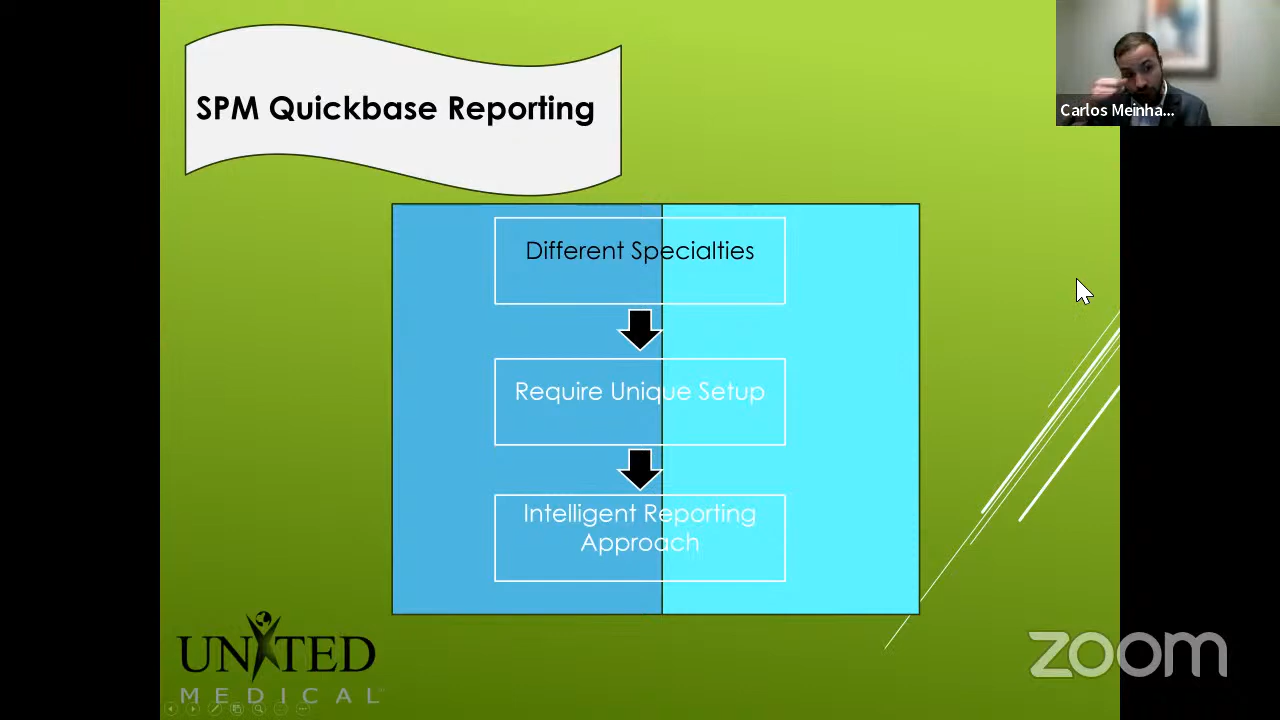 SPM Quickbase Reporting
Carlos Meinha...
Different Specialties
Require Unique Setup
Intelligent Reporting
Approach
UNITED
MEDICAL
zoom